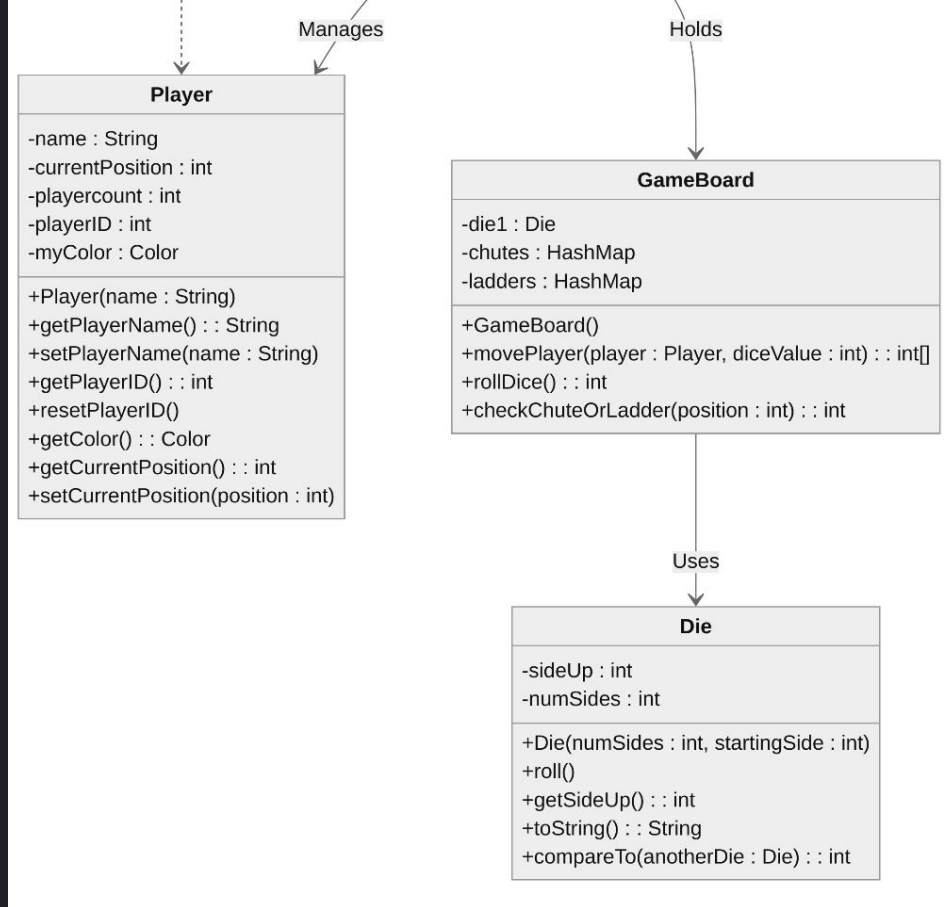 Manages
Holds
Player
-name : String
-currentPosition : int
-playercount : int
-playerID : int
-myColor : Color
+Player(name : String)
+getPlayerName() : : String
+setPlayerName(name : String)
+getPlayerID() : : int
+resetPlayerID()
+getColor() : : Color
+getCurrentPosition() : : int
+setCurrentPosition(position : int)
GameBoard
-die1 : Die
-chutes : HashMap
-ladders : HashMap
+GameBoard()
+movePlayer(player : Player, diceValue : int) : : int[]
+rollDice() : : int
+checkChuteOrLadder(position : int) : : int
Uses
Die
-sideUp : int
-numSides : int
+Die(numSides : int, startingSide : int)
+roll()
+getSideUp() : : int
+toString() : : String
+compareTo(anotherDie : Die) : : int